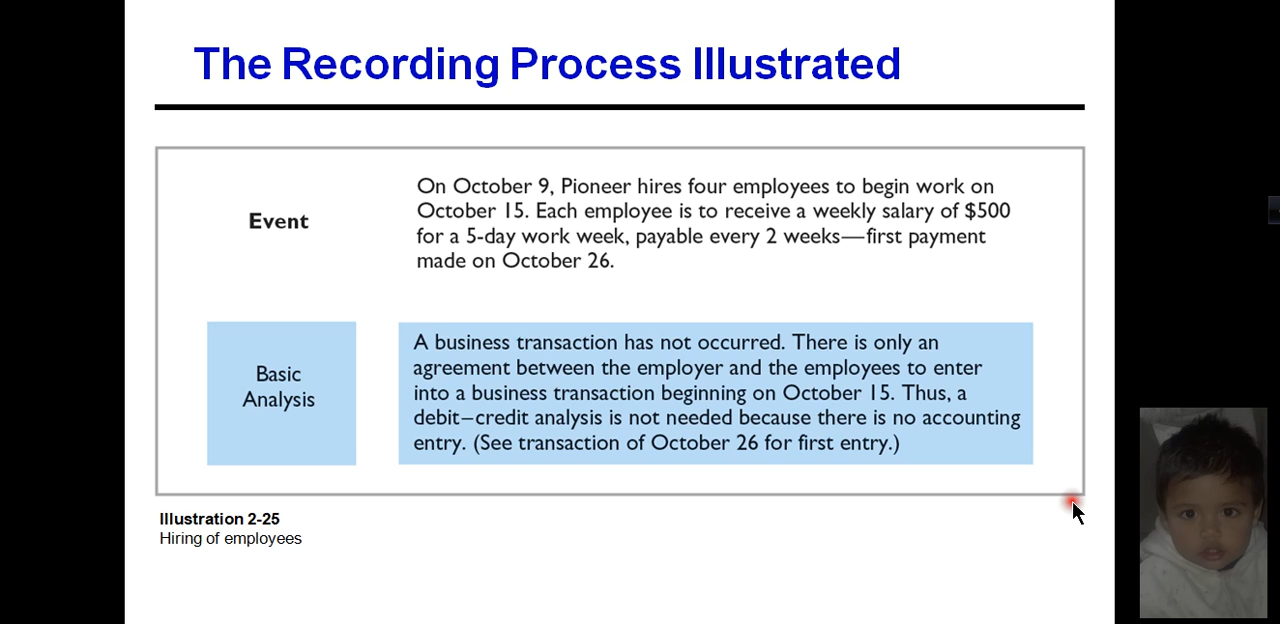 The Recording Process Illustrated
Event
On October 9, Pioneer hires four employees to begin work on
October 15. Each employee is to receive a weekly salary of $500
for a 5-day work week, payable every 2 weeks—first payment
made on October 26.
Basic
Analysis
A business transaction has not occurred. There is only an
agreement between the employer and the employees to enter
into a business transaction beginning on October 15. Thus, a
debit–credit analysis is not needed because there is no accounting
entry. (See transaction of October 26 for first entry.)
Illustration 2-25
Hiring of employees